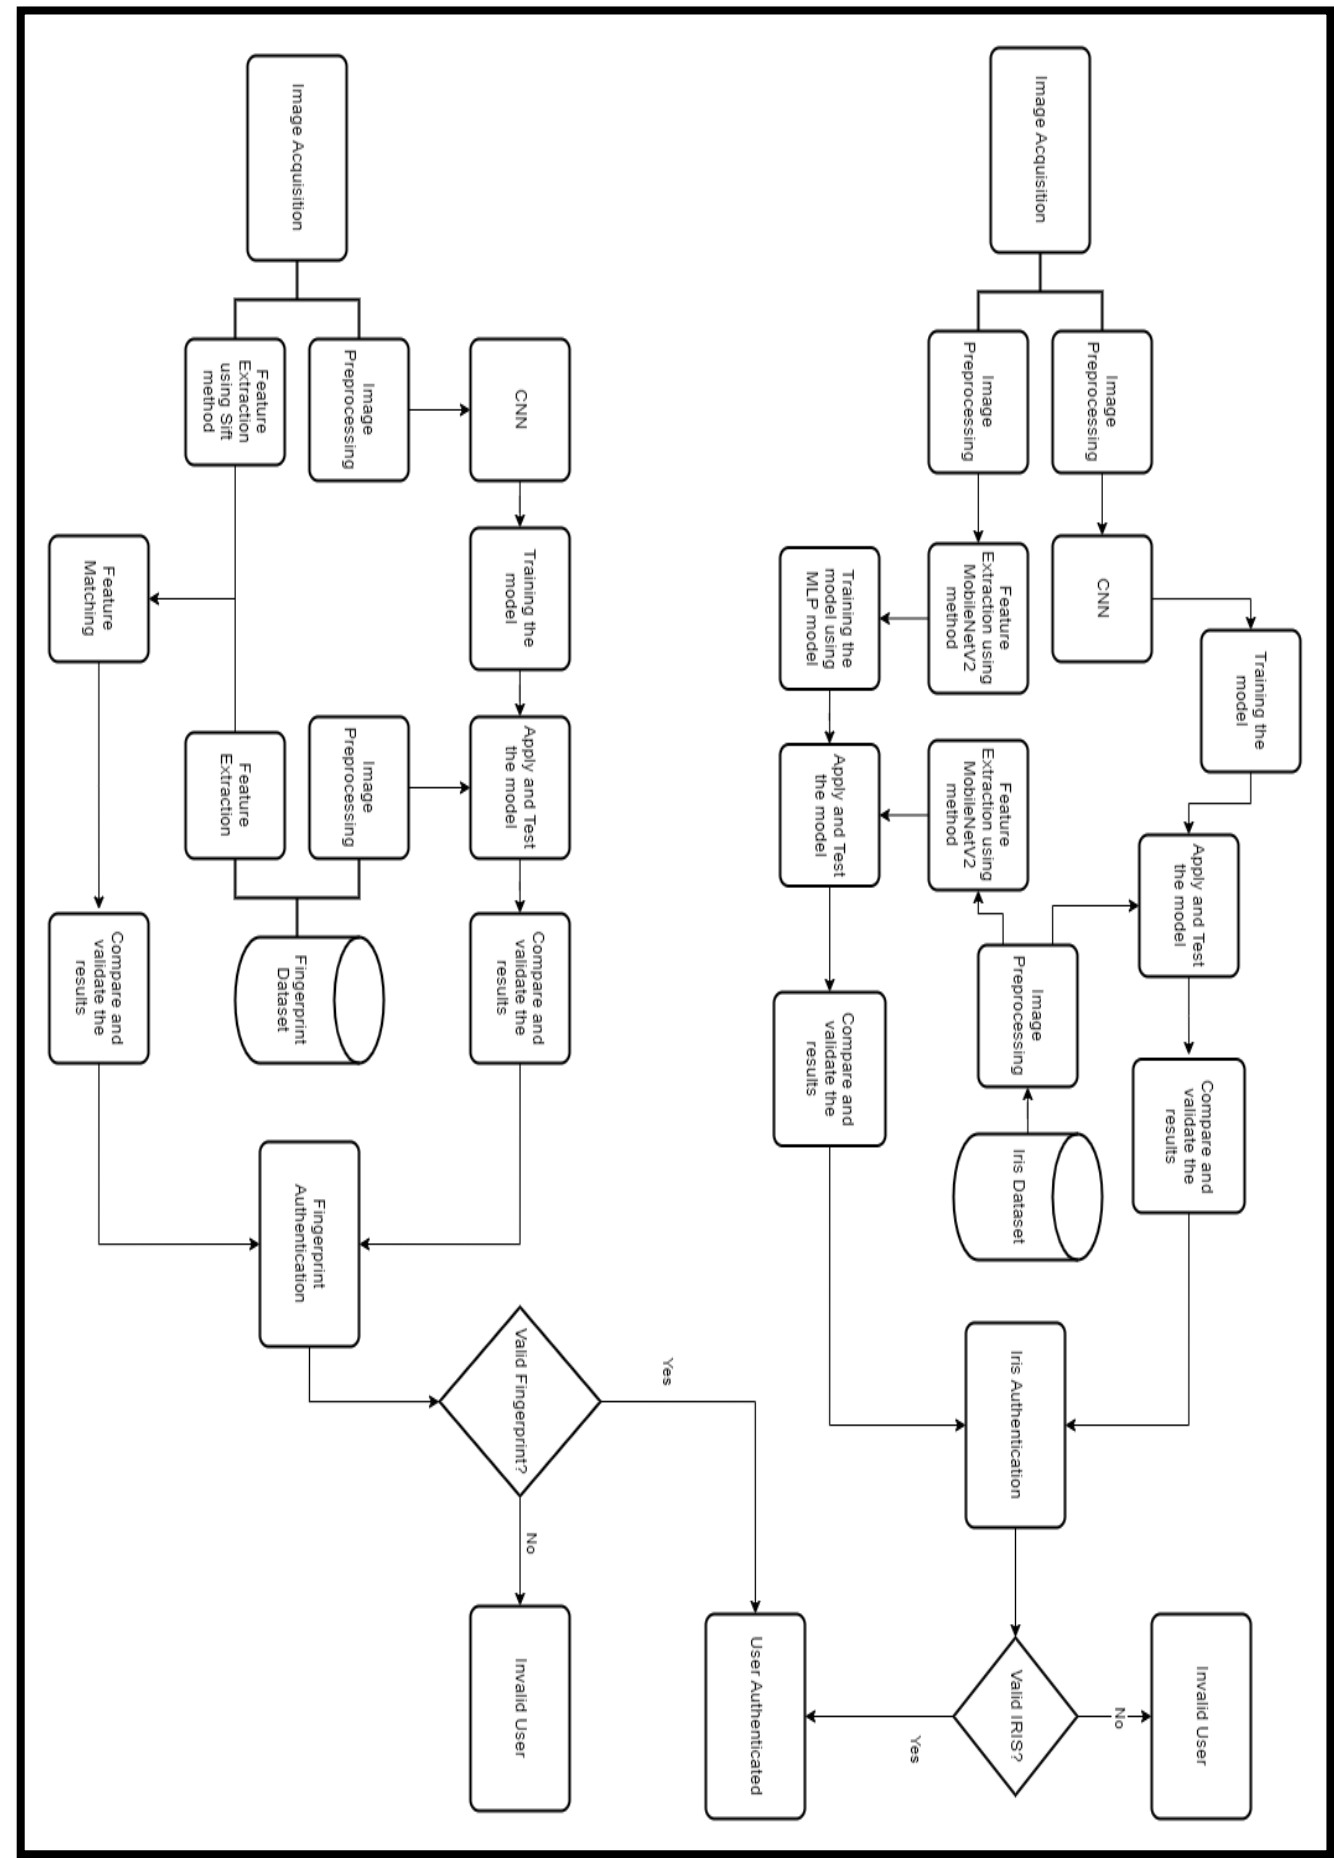 Image Acquisition
Image
Preprocessing
CNN
Training the
model
Apply and Test
the model
Compare and
validate the
results
Image
Preprocessing
Feature
Extraction using
MobileNetV2
method
Training the
model using
MLP model
Feature
Extraction using
MobileNetV2
method
Apply and Test
the model
Image
Preprocessing
Iris Dataset
Compare and
validate the
results
Iris Authentication
Valid IRIS?
No
Invalid User
Yes
User Authenticated
Image Acquisition
CNN
Training the
model
Apply and Test
the model
Compare and
validate the
results
Image
Preprocessing
Image
Preprocessing
Feature
Extraction
using Sift
method
Feature
Extraction
Fingerprint
Dataset
Feature
Matching
Compare and
validate the
results
Fingerprint
Authentication
Valid Fingerprint?
Yes
No
Invalid User